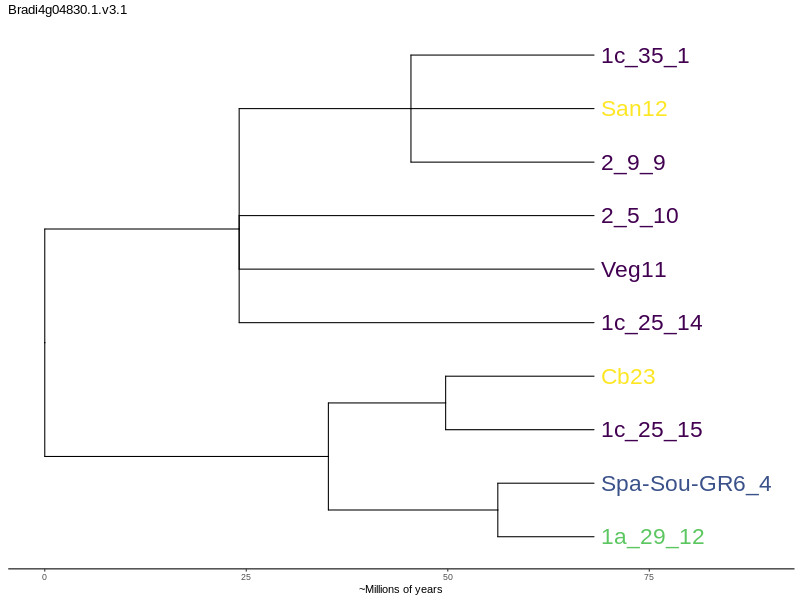 Bradi4g04830.1.v3.1
1c_35_1
San12
2_9_9
2_5_10
Veg11
1c_25_14
Cb23
1c_25_15
Spa-Sou-GR6_4
1a_29_12
0 25 50 75
~Millions of years